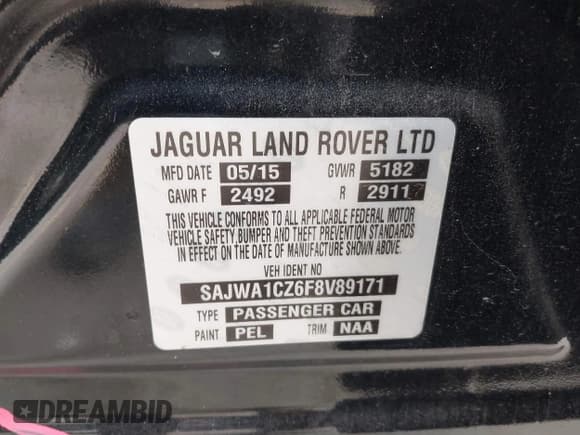 JAGUAR LAND ROVER LTD
MFD DATE 05/15 GVWR 5182
GAWR F 2492 R 2911
THIS VEHICLE CONFORMS TO ALL APPLICABLE FEDERAL MOTOR
VEHICLE SAFETY, BUMPER AND THEFT PREVENTION STANDARDS
IN EFFECT ON THE DATE OF MANUFACTURE SHOWN ABOVE.
VEH IDENT NO
SAJWA1CZ6F8V89171
TYPE PASSENGER CAR
PAINT PEL TRIM NAA
DREAMBID